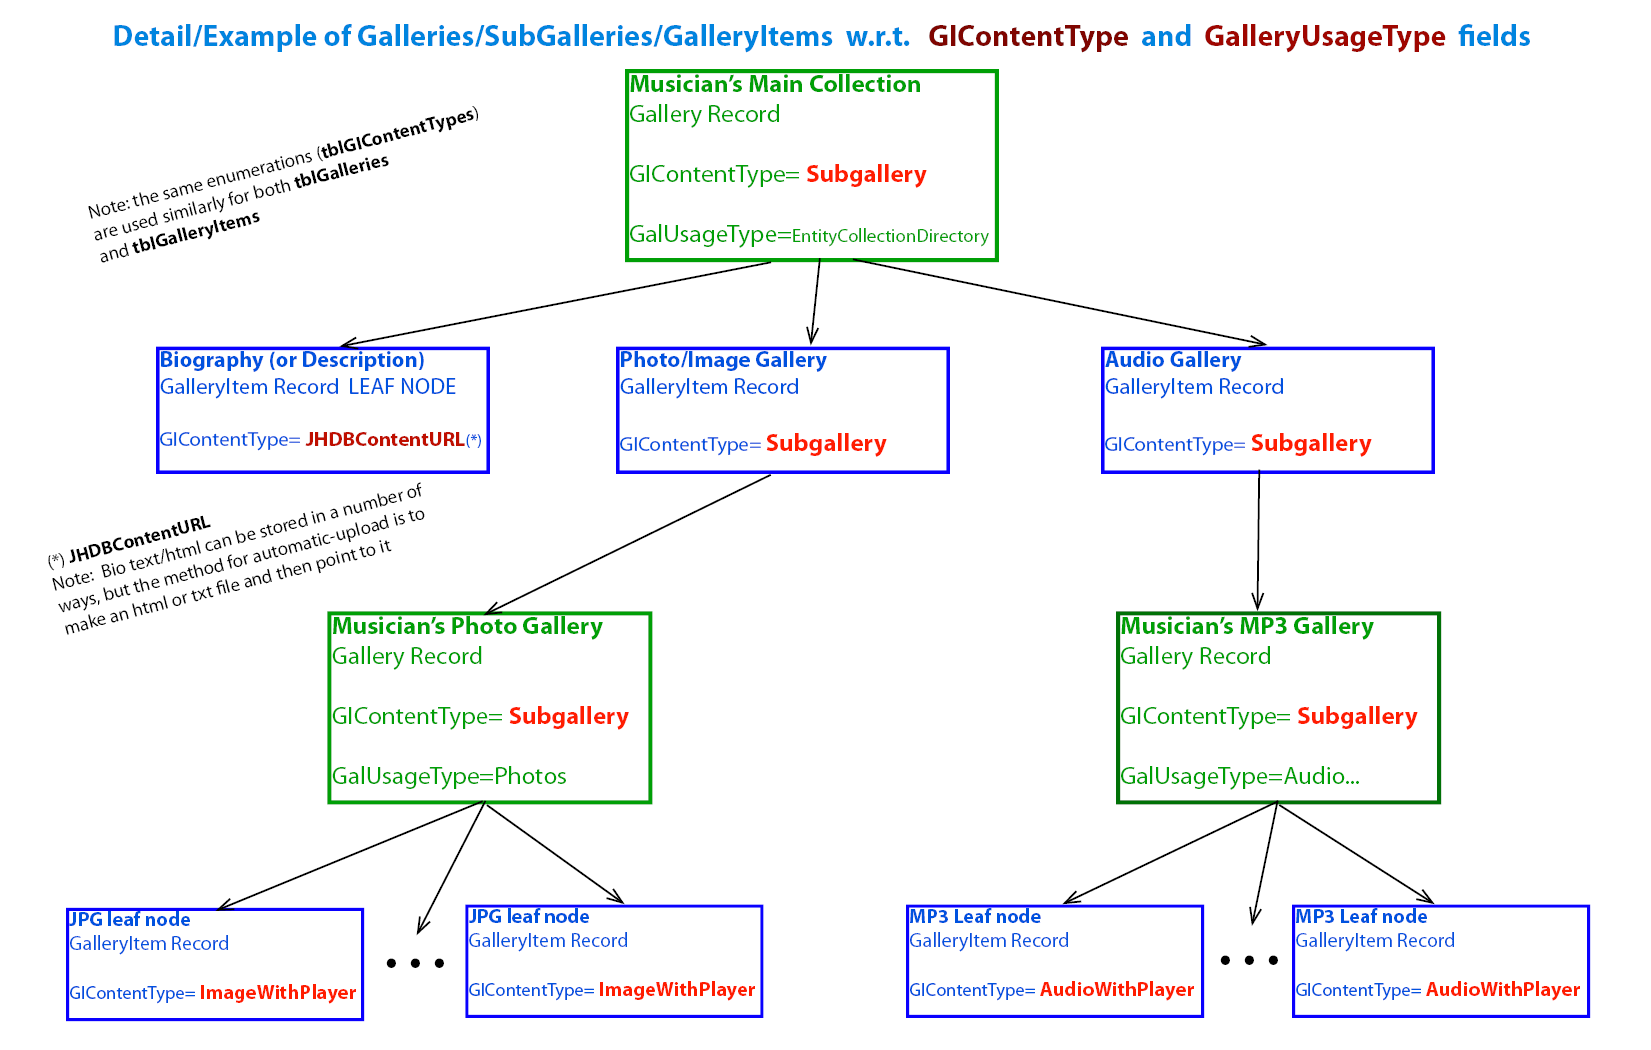 Detail/Example of Galleries/SubGalleries/GalleryItems w.r.t. GIContentType and GalleryUsageType fields
Musician's Main Collection
Gallery Record
GIContentType= Subgallery
GalUsageType=EntityCollectionDirectory
Note: the same enumerations (tblGIContentTypes)
are used similarly for both tblGalleries
and tblGalleryItems
Biography (or Description)
GalleryItem Record LEAF NODE
GIContentType= JHDBContentURL(*)
Photo/Image Gallery
GalleryItem Record
GIContentType= Subgallery
Audio Gallery
GalleryItem Record
GIContentType= Subgallery
(*) JHDBContentURL
Note: Bio text/html can be stored in a number of
ways, but the method for automatic-upload is to
make an html or txt file and then point to it
Musician's Photo Gallery
Gallery Record
GIContentType= Subgallery
GalUsageType=Photos
Musician's MP3 Gallery
Gallery Record
GIContentType= Subgallery
GalUsageType=Audio...
JPG leaf node
GalleryItem Record
GIContentType= ImageWithPlayer
• • •
JPG leaf node
GalleryItem Record
GIContentType= ImageWithPlayer
MP3 Leaf node
GalleryItem Record
GIContentType= AudioWithPlayer
• • •
MP3 Leaf node
GalleryItem Record
GIContentType= AudioWithPlayer